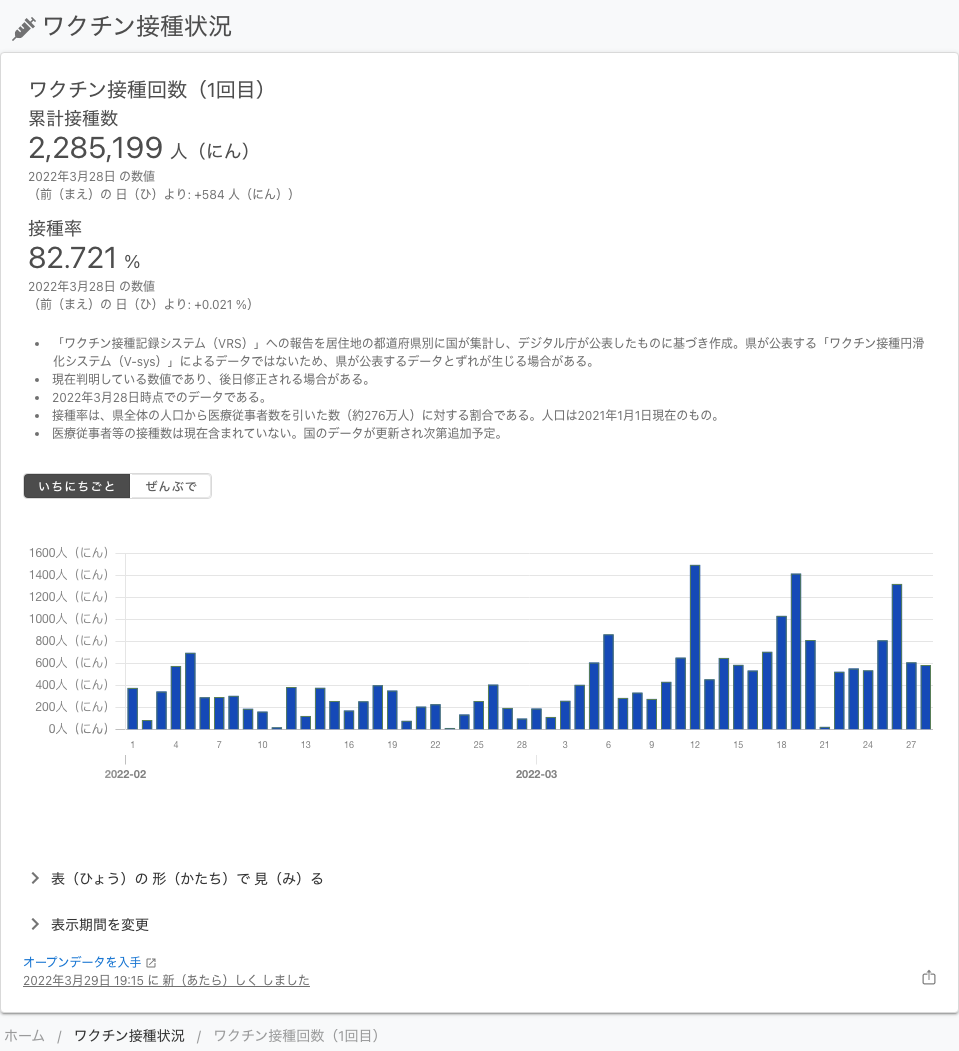 ワクチン接種状況
ワクチン接種回数（1回目）
累計接種数
2,285,199 人（にん）
2022年3月28日 の数値
（前（まえ）の 日（ひ）より: +584 人（にん））
接種率
82.721 %
2022年3月28日 の数値
（前（まえ）の 日（ひ）より: +0.021 %）
「ワクチン接種記録システム（VRS）」への報告を居住地の都道府県別に国が集計し、デジタル庁が公表したものに基づき作成。県が公表する「ワクチン接種円滑
化システム（V-sys）」によるデータではないため、県が公表するデータとずれが生じる場合がある。
現在判明している数値であり、後日修正される場合がある。
2022年3月28日時点でのデータである。
接種率は、県全体の人口から医療従事者数を引いた数（約276万人）に対する割合である。人口は2021年1月1日現在のもの。
医療従事者等の接種数は現在含まれていない。国のデータが更新され次第追加予定。
いちにちごと ぜんぶで
1600人（にん）
1400人（にん）
1200人（にん）
1000人（にん）
800人（にん）
600人（にん）
400人（にん）
200人（にん）
0人（にん）
1 4 7 10 13 16 19 22 25 28 3 6 9 12 15 18 21 24 27
2022-02 2022-03
表（ひょう）の 形（かたち）で 見（み）る
表示期間を変更
オープンデータを入手
2022年3月29日 19:15 に 新（あたら）しく しました
ホーム / ワクチン接種状況 / ワクチン接種回数（1回目）